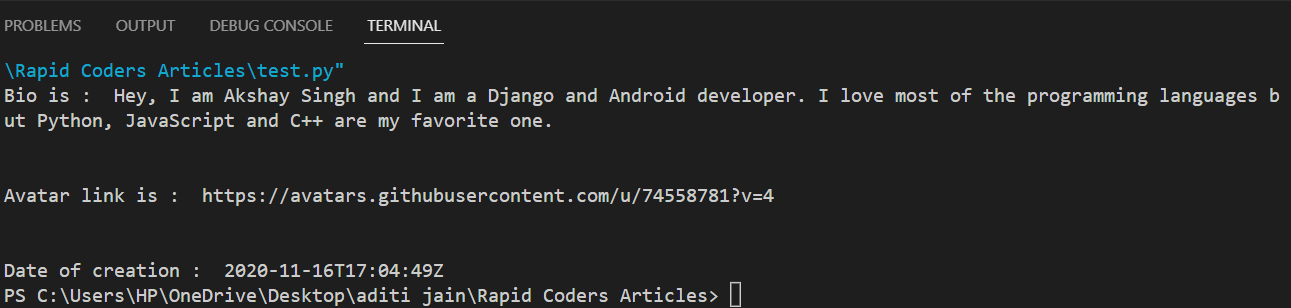 PROBLEMS OUTPUT DEBUG CONSOLE TERMINAL
\Rapid Coders Articles\test.py"
Bio is :  Hey, I am Akshay Singh and I am a Django and Android developer. I love most of the programming languages b
ut Python, JavaScript and C++ are my favorite one.
Avatar link is :  https://avatars.githubusercontent.com/u/74558781?v=4
Date of creation :  2020-11-16T17:04:49Z
PS C:\Users\HP\OneDrive\Desktop\aditi jain\Rapid Coders Articles>